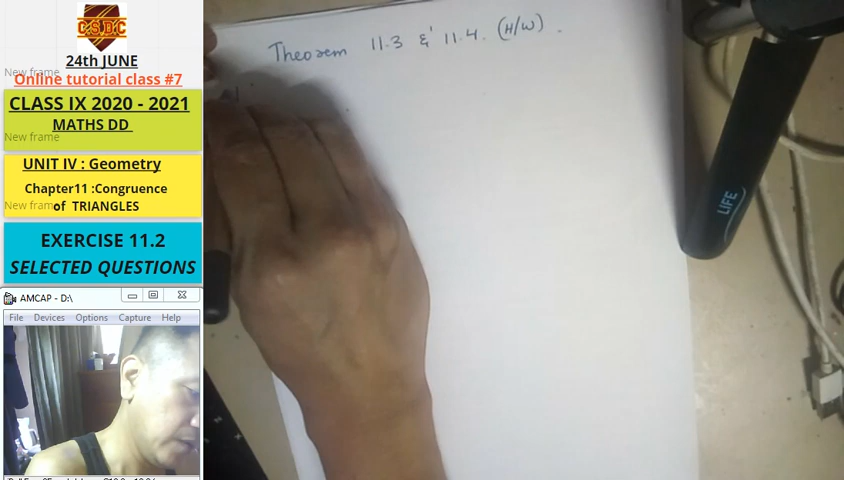 CSDC
24th JUNE
New frame
Online tutorial class #7
CLASS IX 2020 - 2021
MATHS DD
New frame
UNIT IV : Geometry
Chapter11 :Congruence
New fram
of TRIANGLES
EXERCISE 11.2
SELECTED QUESTIONS
AMCAP - D:\
File Devices Options Capture Help
Theorem 11.3 & 11.4. (H/W).
LIFE